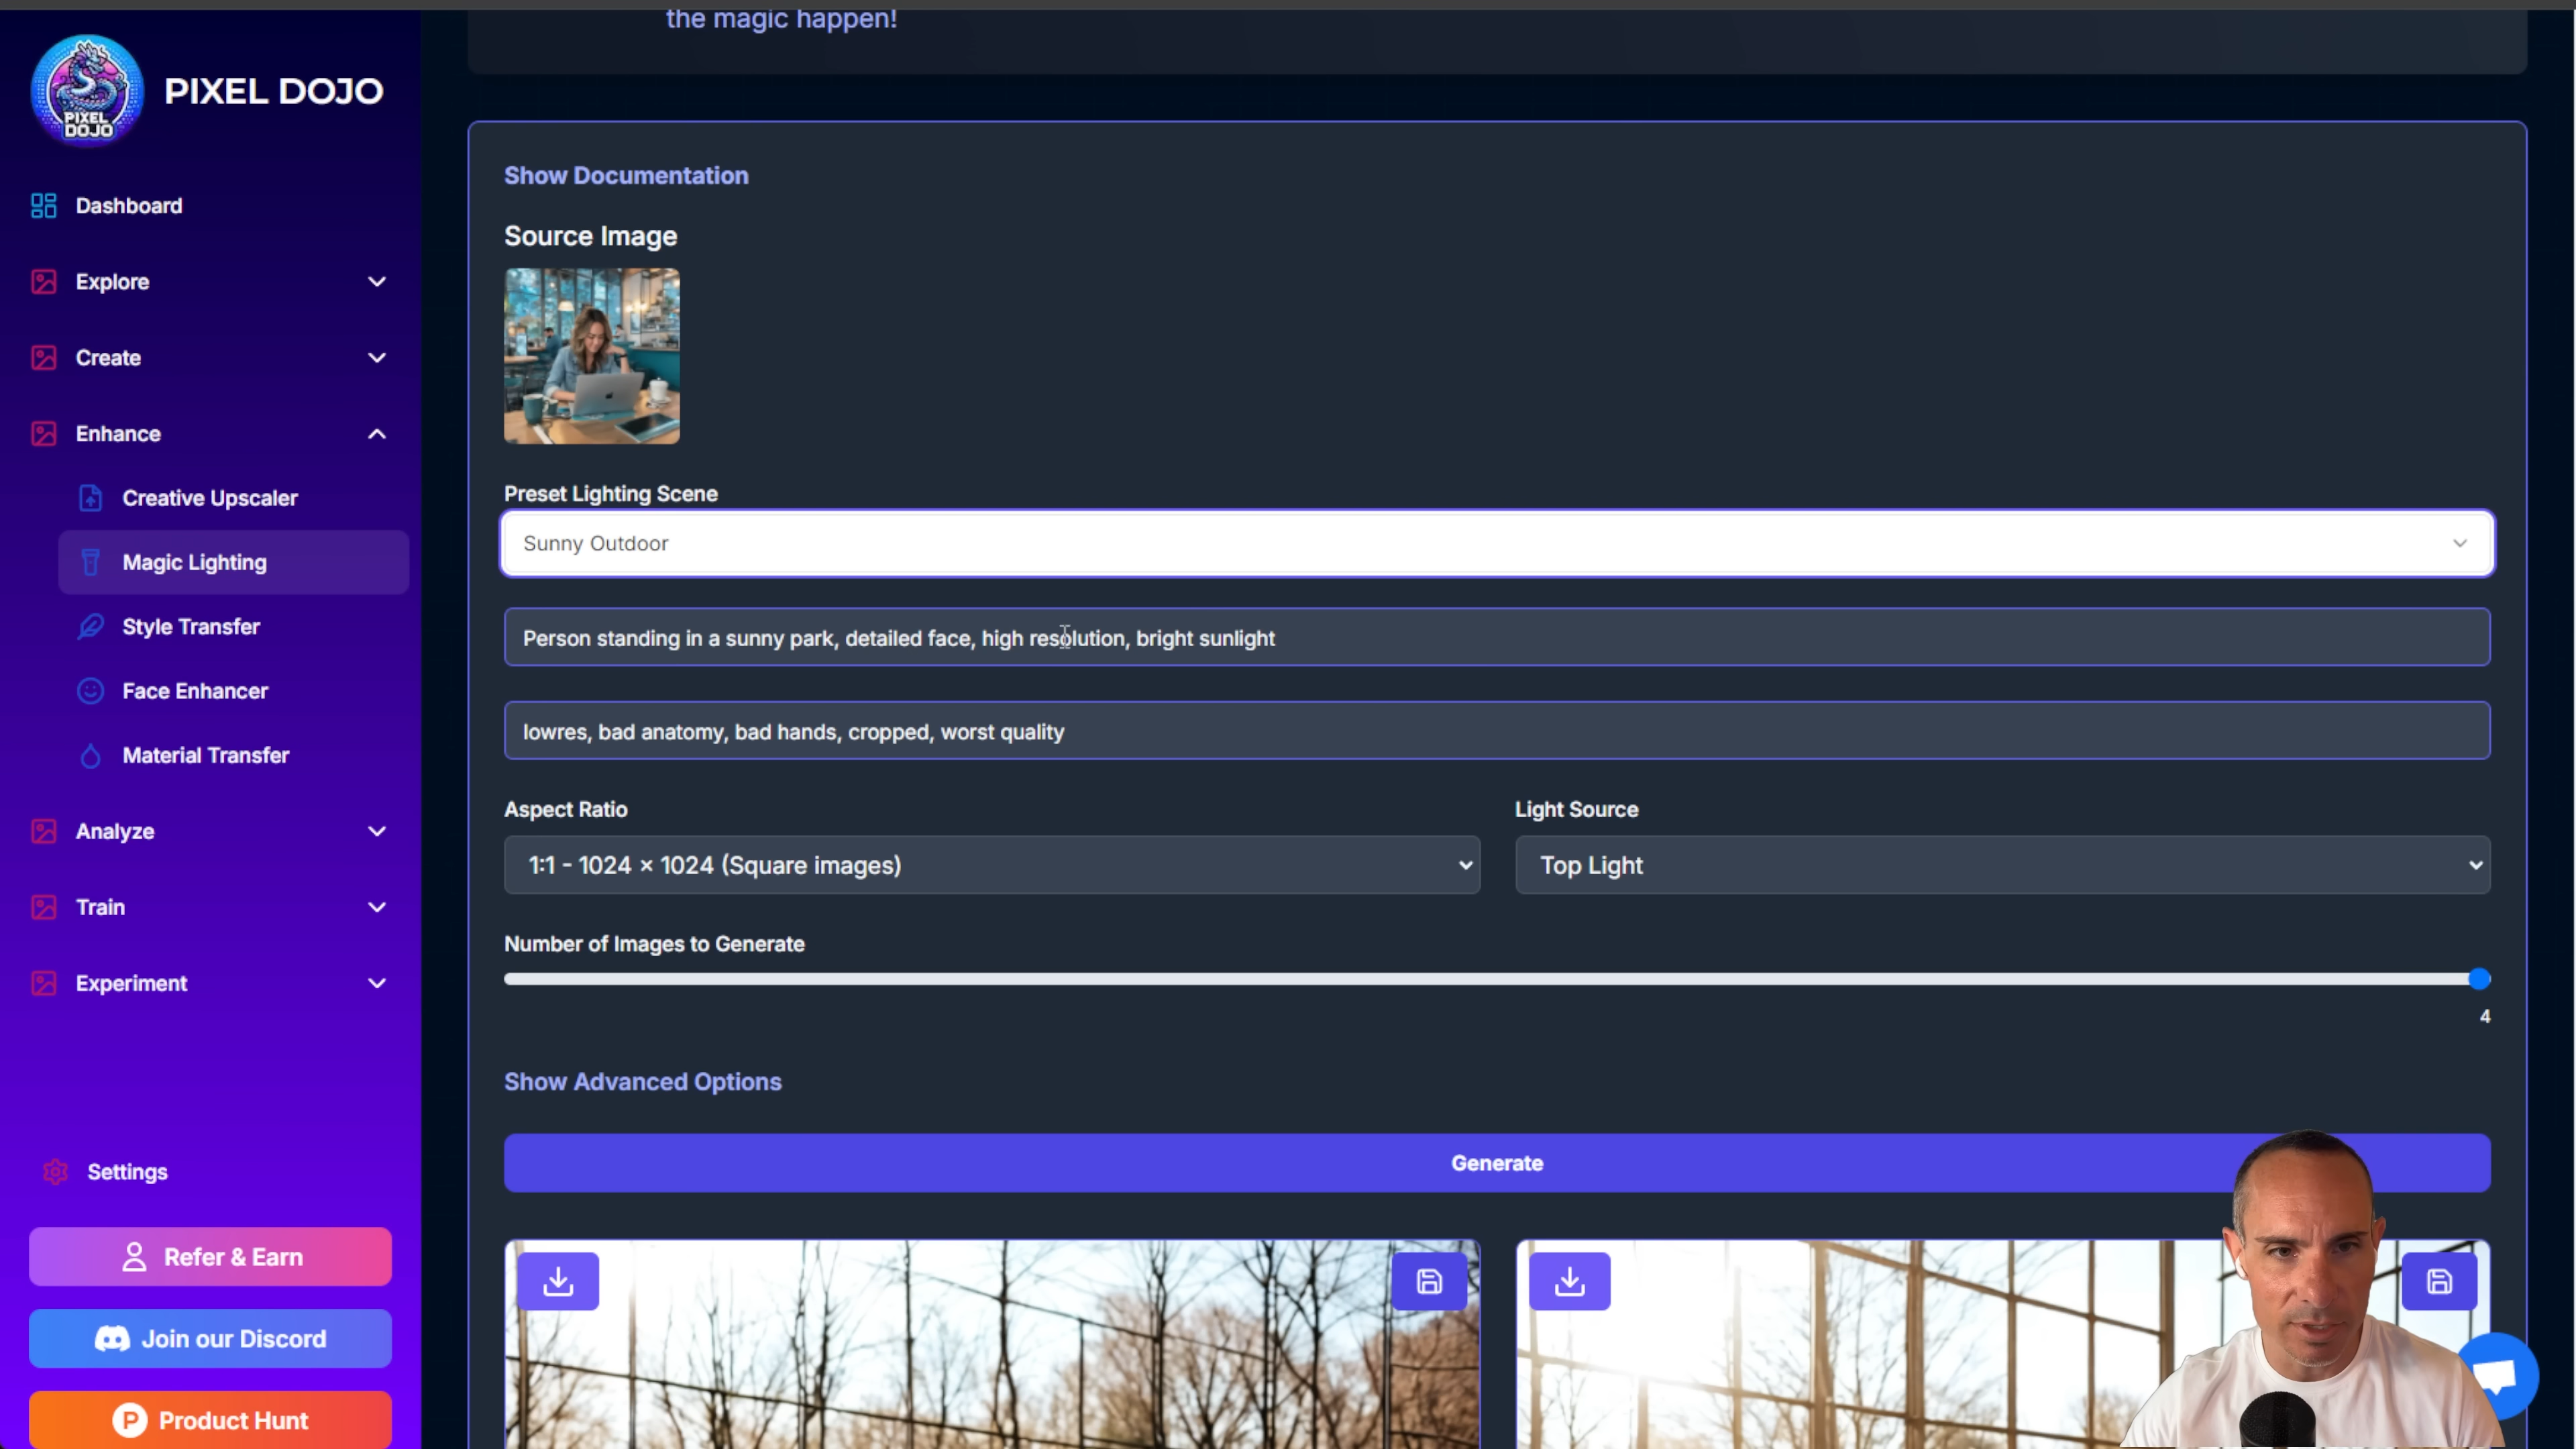 the magic happen!
PIXEL DOJO
PIXEL
DOJO
Dashboard
Explore
Create
Enhance
Creative Upscaler
Magic Lighting
Style Transfer
Face Enhancer
Material Transfer
Analyze
Train
Experiment
Settings
Refer & Earn
Join our Discord
P Product Hunt
Show Documentation
Source Image
Preset Lighting Scene
Sunny Outdoor
Person standing in a sunny park, detailed face, high resolution, bright sunlight
lowres, bad anatomy, bad hands, cropped, worst quality
Aspect Ratio
1:1 - 1024 × 1024 (Square images)
Light Source
Top Light
Number of Images to Generate
4
Show Advanced Options
Generate